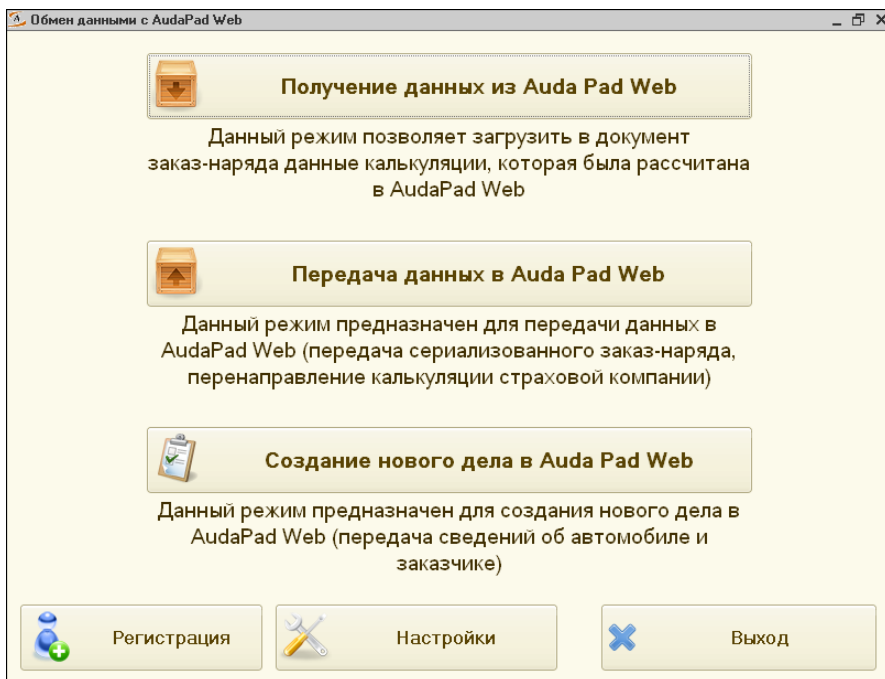 Обмен данными с AudaPad Web
Получение данных из Auda Pad Web
Данный режим позволяет загрузить в документ
заказ-наряда данные калькуляции, которая была рассчитана
в AudaPad Web
Передача данных в Auda Pad Web
Данный режим предназначен для передачи данных в
AudaPad Web (передача сериализованного заказ-наряда,
перенаправление калькуляции страховой компании)
Создание нового дела в Auda Pad Web
Данный режим предназначен для создания нового дела в
AudaPad Web (передача сведений об автомобиле и
заказчике)
Регистрация
Настройки
Выход